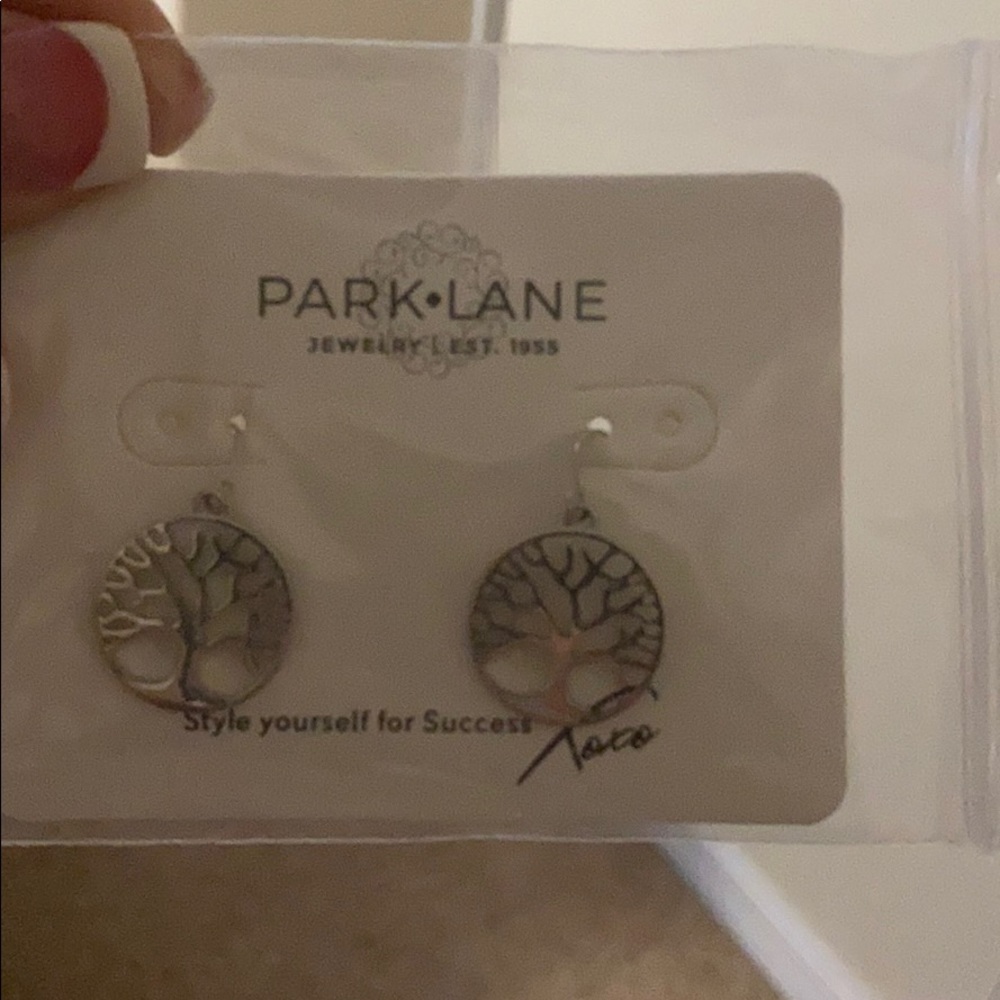 PARK•LANE
JEWELRY | EST. 1955
Style yourself for Success